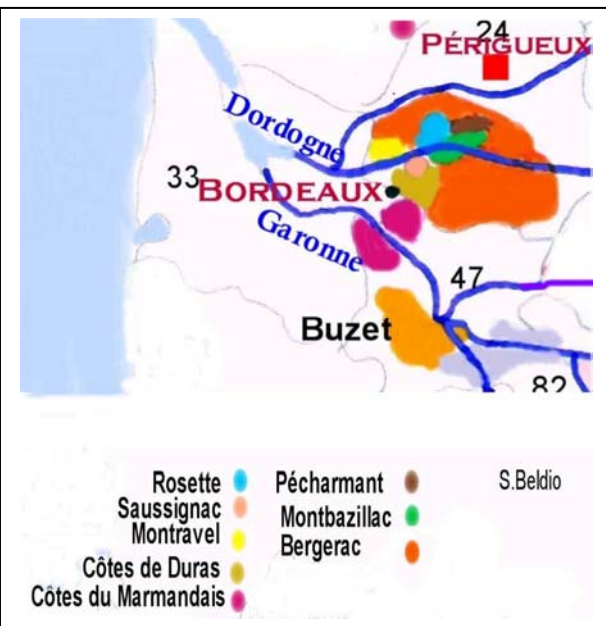 24
PÉRIGUEUX
Dordogne
33
BORDEAUX
Garonne
47
Buzet
82
Rosette
Saussignac
Montravel
Côtes de Duras
Côtes du Marmandais
Pécharmant
Montbazillac
Bergerac
S.Beldio